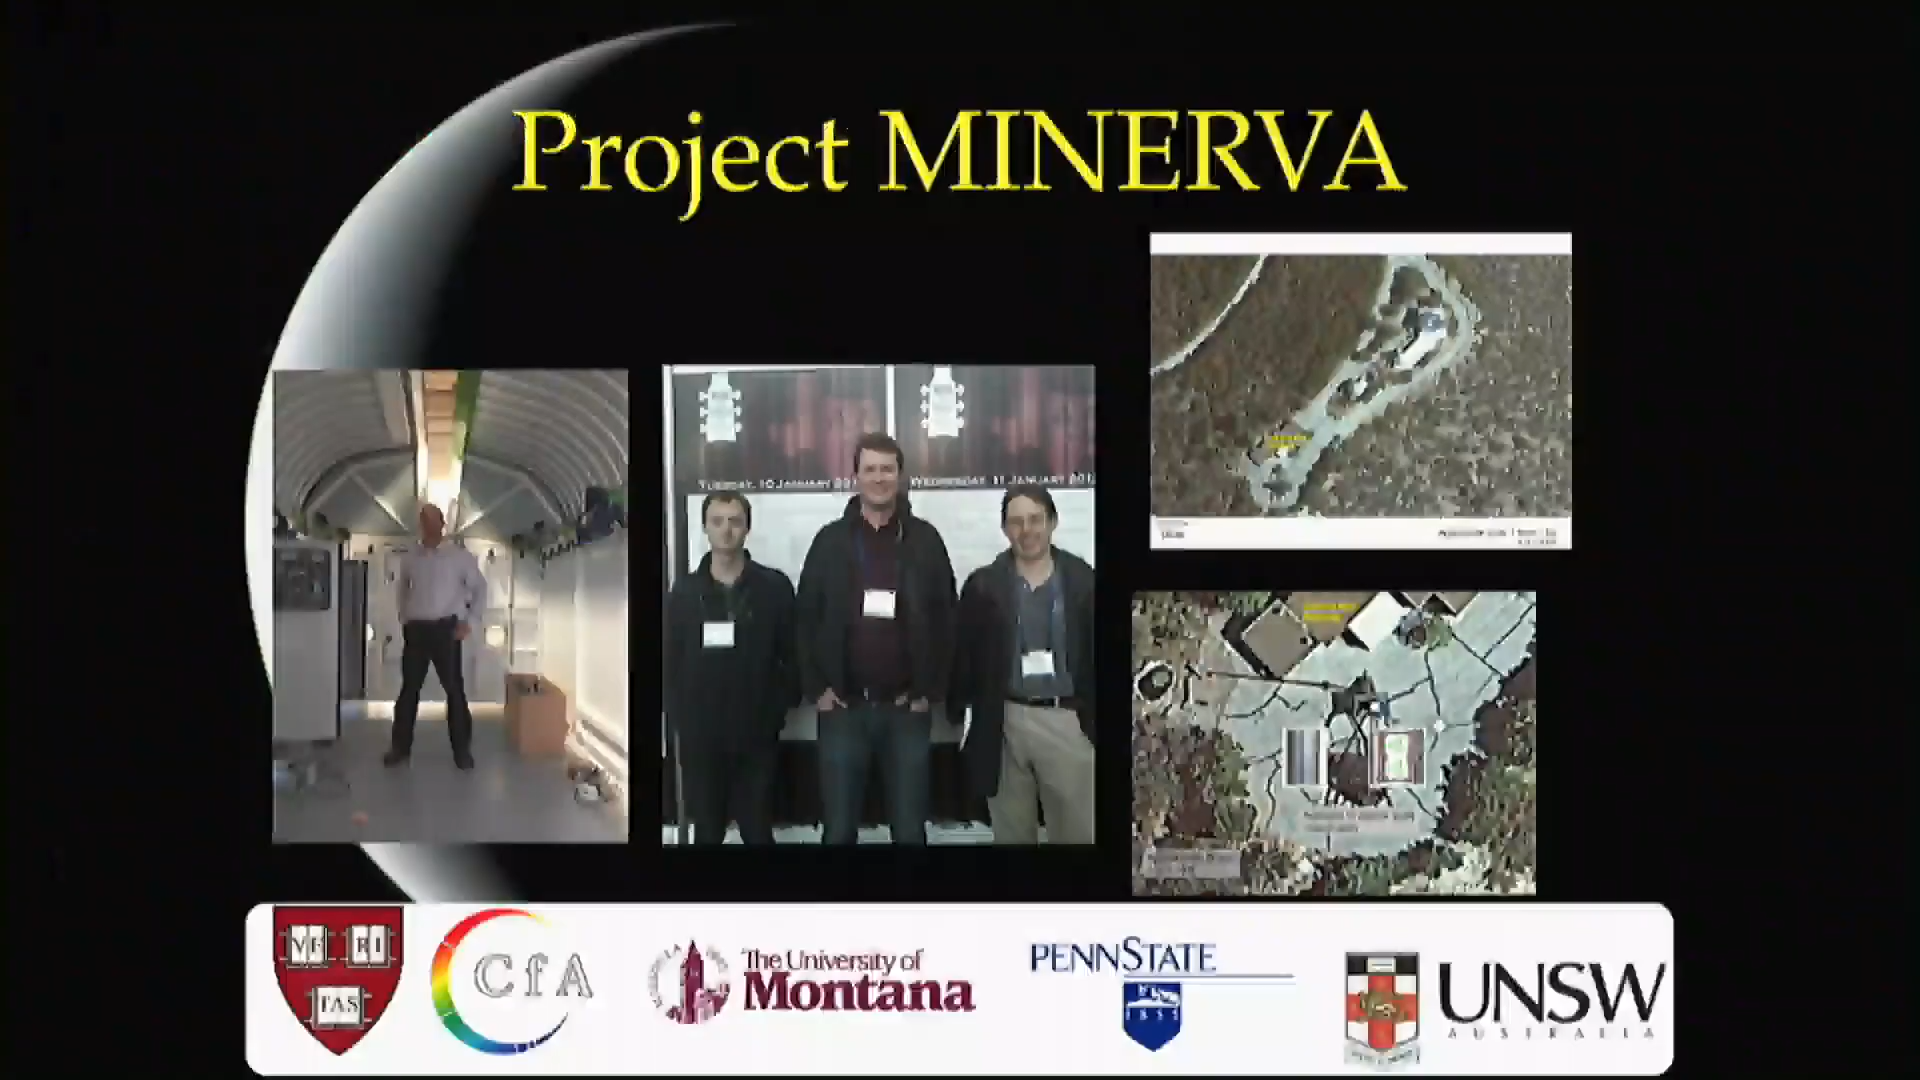 Project MINERVA
TUESDAY, 10 JANUARY 201
WEDNESDAY, 11 JANUARY 201
VE RI
TAS
CfA
The University of
Montana
PENNSTATE
1855
UNSW
AUSTRALIA